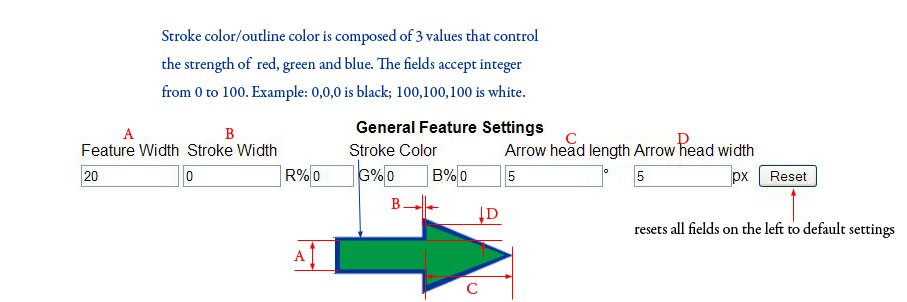 Stroke color/outline color is composed of 3 values that control
the strength of red, green and blue. The fields accept integer
from 0 to 100. Example: 0,0,0 is black; 100,100,100 is white.
General Feature Settings
A B C D
Feature Width Stroke Width Stroke Color Arrow head length Arrow head width
20 0 R% 0 G% 0 B% 0 5 ° 5 px Reset
B D
resets all fields on the left to default settings
A
C